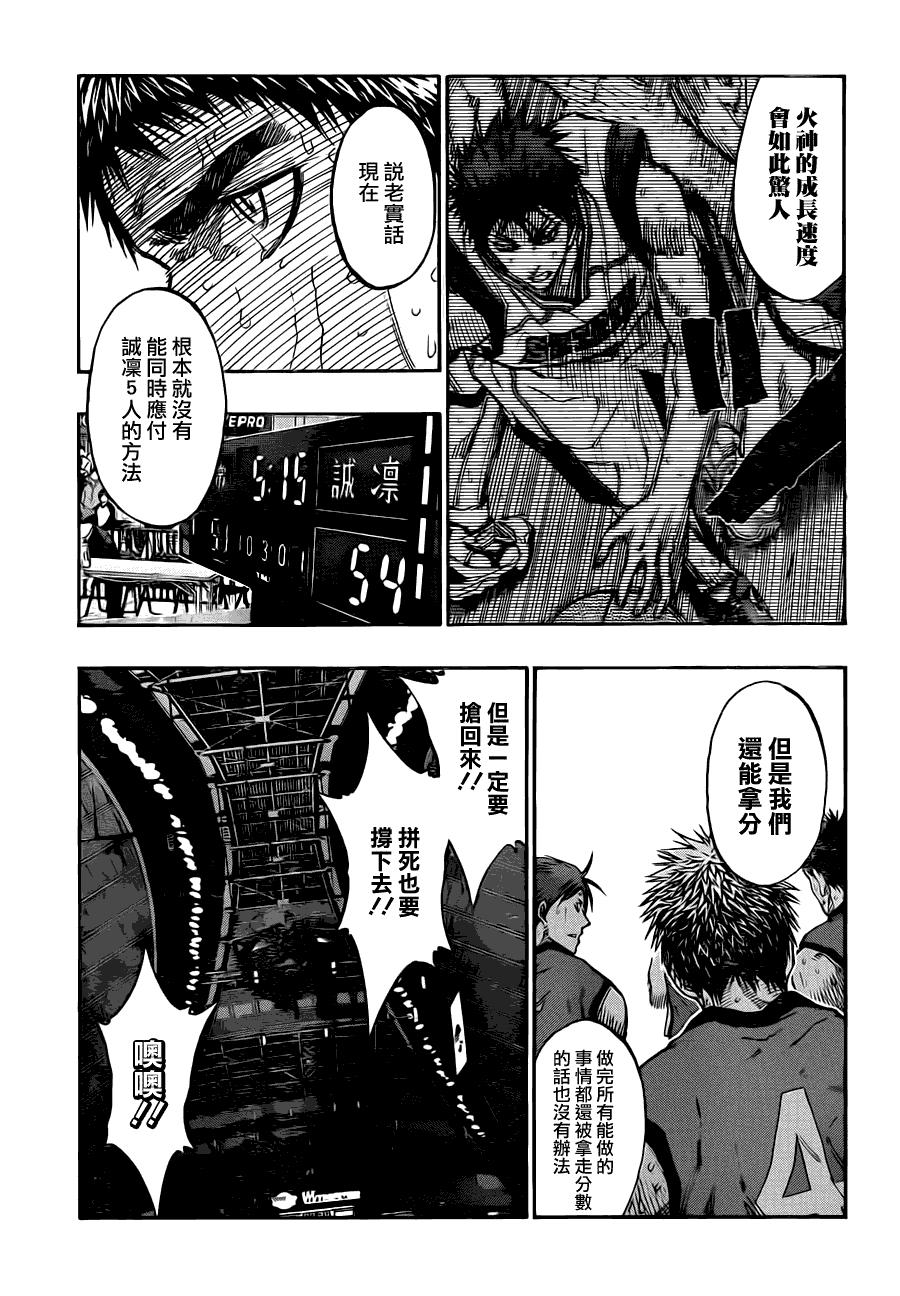 火神的成長速度
會如此驚人
說老實話
現在
根本就沒有
能同時應付
誠凜5人的方法
EPRO
5:15
誠凛
54
但是我們
還能拿分
做完所有能做的
事情都還被拿走分數
的話也沒有辦法
但是一定要
搶回來!!
拼死也要
撐下去!!
噢噢!!